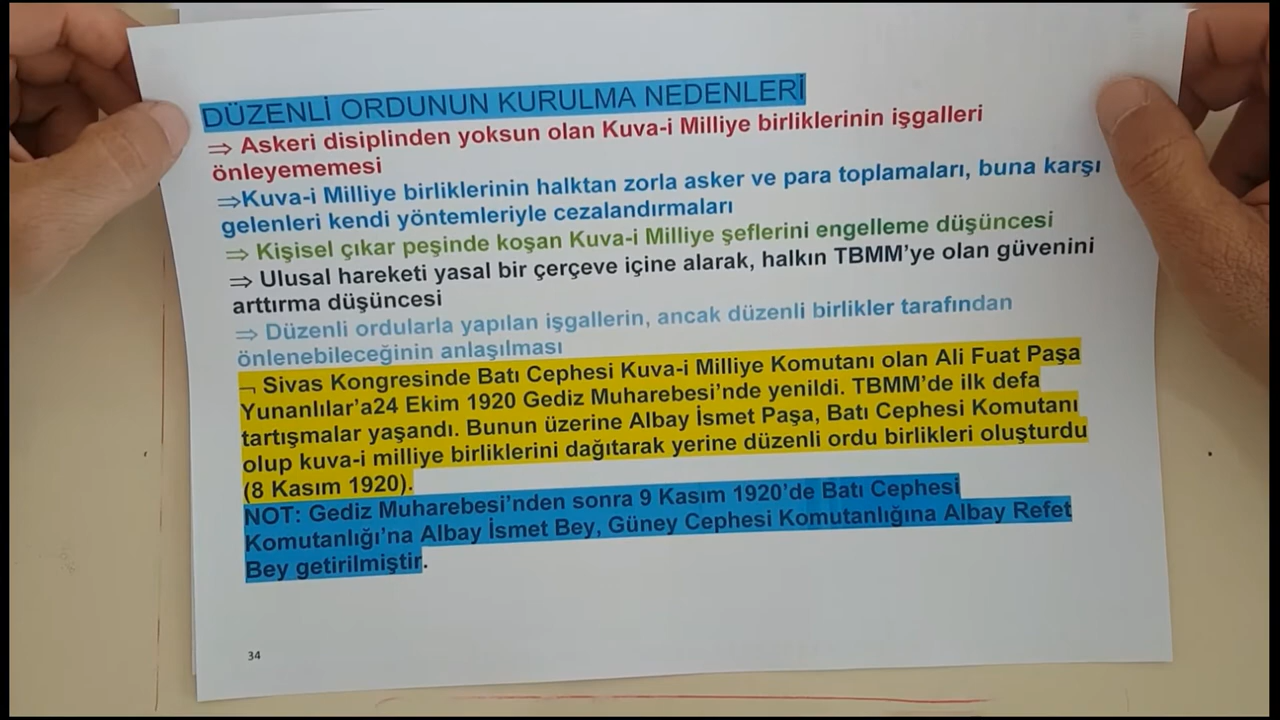 DÜZENLİ ORDUNUN KURULMA NEDENLERİ
⇒ Askeri disiplinden yoksun olan Kuva-i Milliye birliklerinin işgalleri
önleyememesi
⇒Kuva-i Milliye birliklerinin halktan zorla asker ve para toplamaları, buna karşı
gelenleri kendi yöntemleriyle cezalandırmaları
⇒ Kişisel çıkar peşinde koşan Kuva-i Milliye şeflerini engelleme düşüncesi
⇒ Ulusal hareketi yasal bir çerçeve içine alarak, halkın TBMM’ye olan güvenini
arttırma düşüncesi
⇒ Düzenli ordularla yapılan işgallerin, ancak düzenli birlikler tarafından
önlenebileceğinin anlaşılması
¬ Sivas Kongresinde Batı Cephesi Kuva-i Milliye Komutanı olan Ali Fuat Paşa
Yunanlılar’a24 Ekim 1920 Gediz Muharebesi’nde yenildi. TBMM’de ilk defa
tartışmalar yaşandı. Bunun üzerine Albay İsmet Paşa, Batı Cephesi Komutanı
olup kuva-i milliye birliklerini dağıtarak yerine düzenli ordu birlikleri oluşturdu
(8 Kasım 1920).
NOT: Gediz Muharebesi’nden sonra 9 Kasım 1920’de Batı Cephesi
Komutanlığı’na Albay İsmet Bey, Güney Cephesi Komutanlığına Albay Refet
Bey getirilmiştir.
34